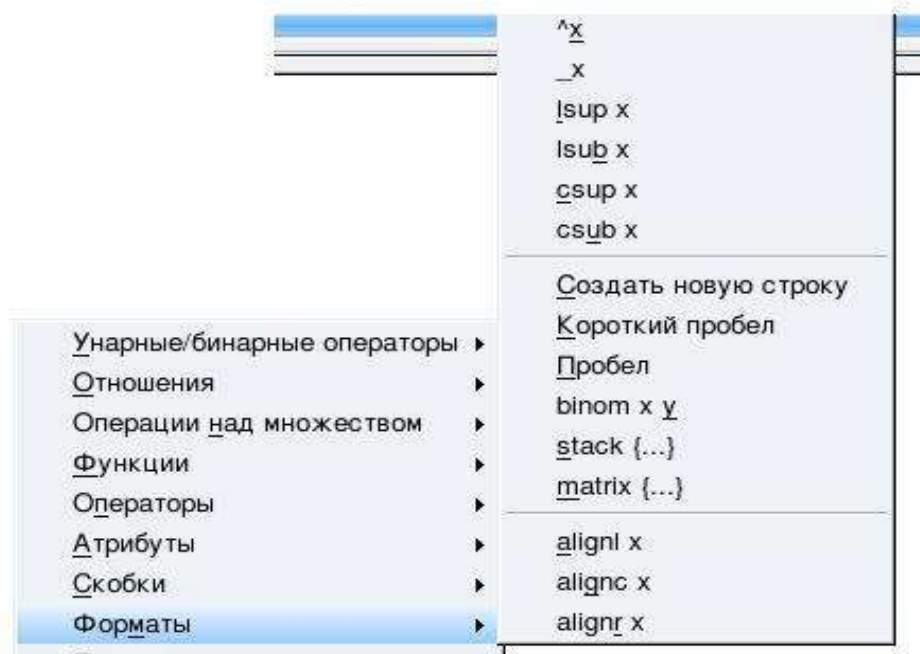 ^x
_x
lsup x
lsub x
csup x
csub x
Создать новую строку
Короткий пробел
Пробел
binom x y
stack {...}
matrix {...}
alignl x
alignc x
alignr x
Унарные/бинарные операторы
Отношения
Операции над множеством
Функции
Операторы
Атрибуты
Скобки
Форматы